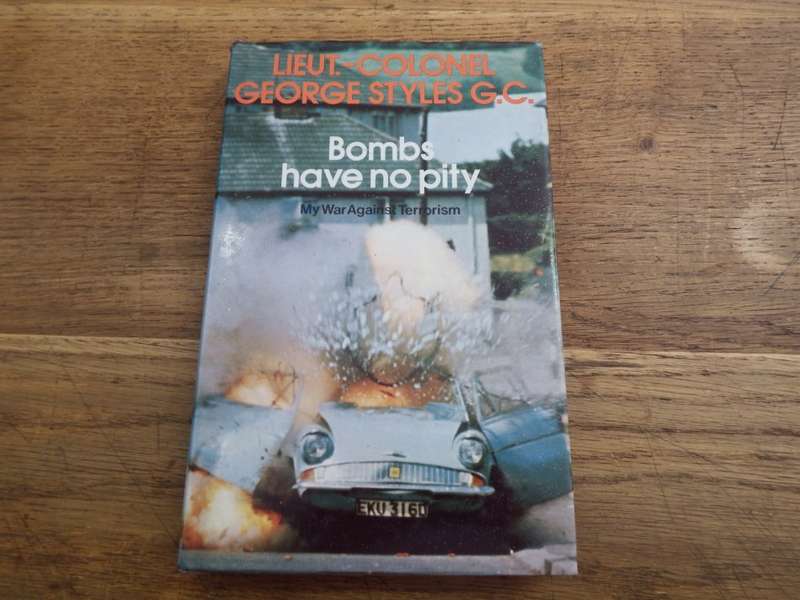 LIEUT.-COLONEL
GEORGE STYLES G.C.
Bombs
have no pity
My War Against Terrorism
EKU 316D